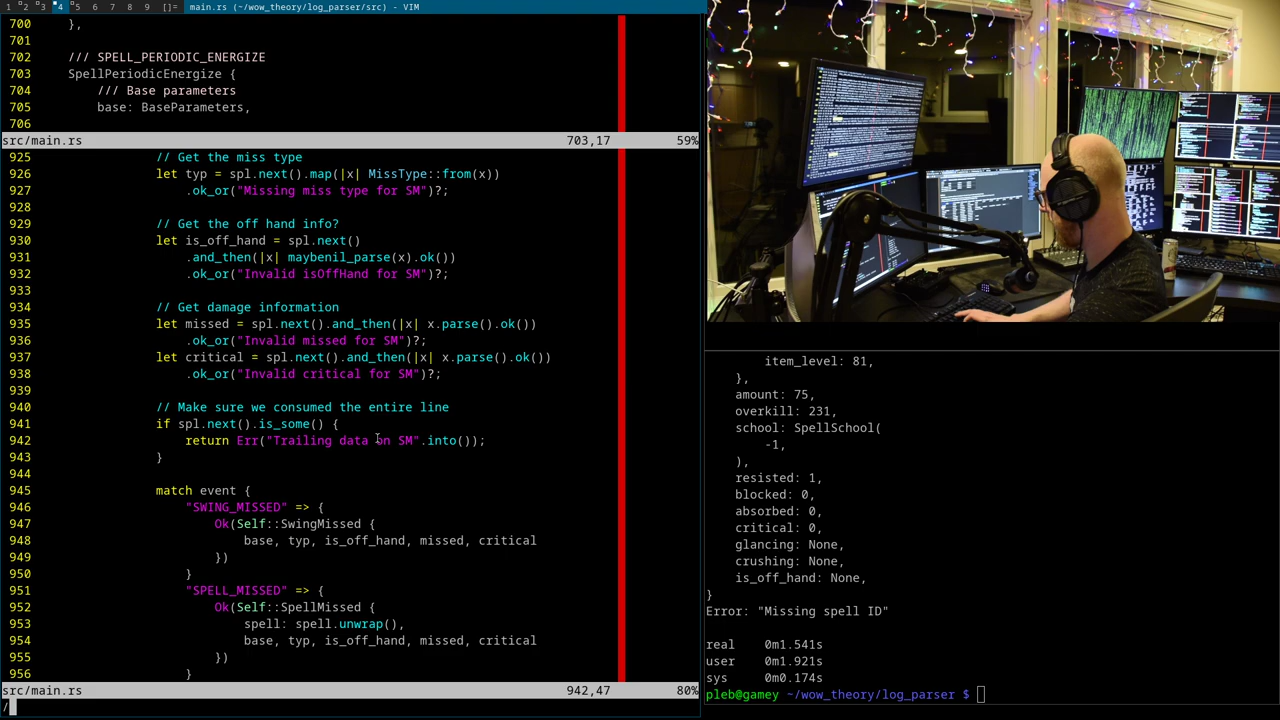 1 2 3 4 5 6 7 8 9 []= main.rs (~/wow_theory/log_parser/src) - VIM
700 },
701
702 /// SPELL_PERIODIC_ENERGIZE
703 SpellPeriodicEnergize {
704 /// Base parameters
705 base: BaseParameters,
706
src/main.rs 703,17 59%
925 // Get the miss type
926 let typ = spl.next().map(|x| MissType::from(x))
927 .ok_or("Missing miss type for SM")?;
928
929 // Get the off hand info?
930 let is_off_hand = spl.next()
931 .and_then(|x| maybenil_parse(x).ok())
932 .ok_or("Invalid isOffHand for SM")?;
933
934 // Get damage information
935 let missed = spl.next().and_then(|x| x.parse().ok())
936 .ok_or("Invalid missed for SM")?;
937 let critical = spl.next().and_then(|x| x.parse().ok())
938 .ok_or("Invalid critical for SM")?;
939
940 // Make sure we consumed the entire line
941 if spl.next().is_some() {
942 return Err("Trailing data on SM".into());
943 }
944
945 match event {
946 "SWING_MISSED" => {
947 Ok(Self::SwingMissed {
948 base, typ, is_off_hand, missed, critical
949 })
950 }
951 "SPELL_MISSED" => {
952 Ok(Self::SpellMissed {
953 spell: spell.unwrap(),
954 base, typ, is_off_hand, missed, critical
955 })
956 }
src/main.rs 942,47 80%
/
item_level: 81,
},
amount: 75,
overkill: 231,
school: SpellSchool(
-1,
),
resisted: 1,
blocked: 0,
absorbed: 0,
critical: 0,
glancing: None,
crushing: None,
is_off_hand: None,
}
Error: "Missing spell ID"
real 0m1.541s
user 0m1.921s
sys 0m0.174s
pleb@gamey ~/wow_theory/log_parser $